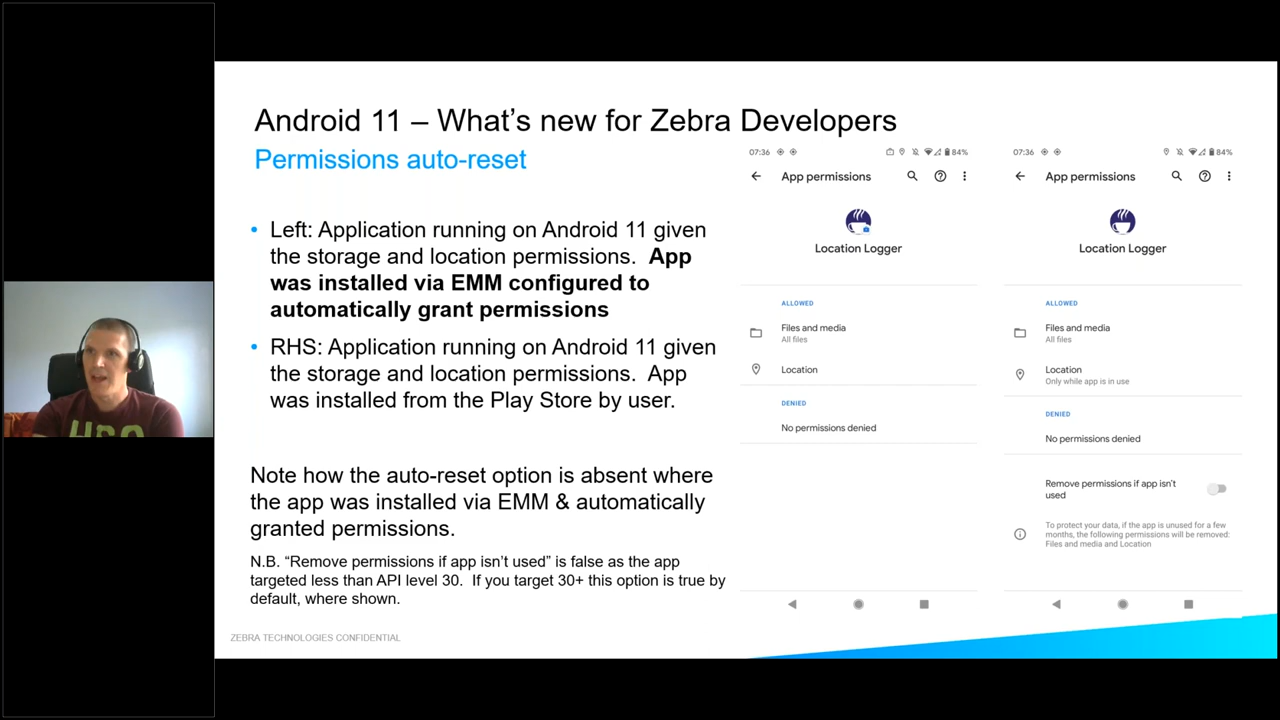 Android 11 – What's new for Zebra Developers
Permissions auto-reset
• Left: Application running on Android 11 given
the storage and location permissions. App
was installed via EMM configured to
automatically grant permissions
• RHS: Application running on Android 11 given
the storage and location permissions. App
was installed from the Play Store by user.
Note how the auto-reset option is absent where
the app was installed via EMM & automatically
granted permissions.
N.B. “Remove permissions if app isn’t used” is false as the app
targeted less than API level 30. If you target 30+ this option is true by
default, where shown.
ZEBRA TECHNOLOGIES CONFIDENTIAL
07:36
84%
App permissions
Location Logger
ALLOWED
Files and media
All files
Location
DENIED
No permissions denied
07:36
84%
App permissions
Location Logger
ALLOWED
Files and media
All files
Location
Only while app is in use
DENIED
No permissions denied
Remove permissions if app isn't
used
To protect your data, if the app is unused for a few
months, the following permissions will be removed:
Files and media and Location